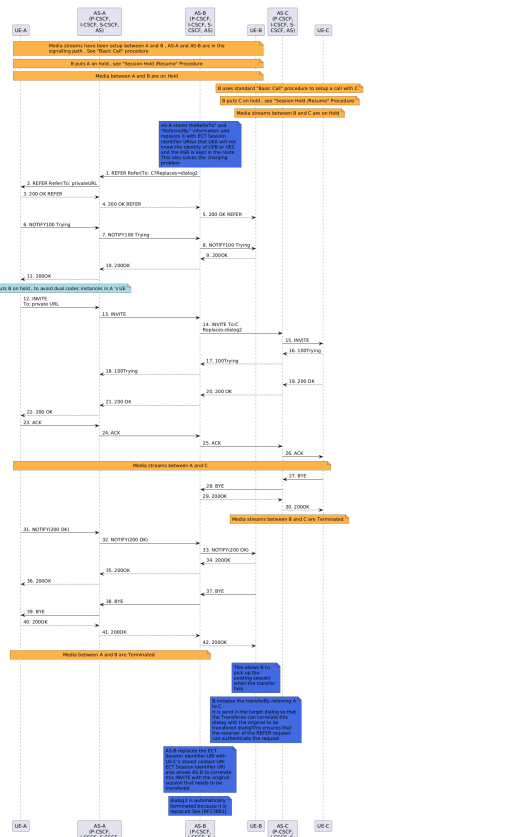 UE-A
AS-A
(P-CSCF,
I-CSCF, S-CSCF,
AS)
AS-B
(P-CSCF,
I-CSCF, S-
CSCF,
AS)
UE-B
AS-C
(P-CSCF,
I-CSCF, S-
CSCF,
AS)
UE-C
Media streams have been setup between A and B , AS-A and AS-B are in the
signalling path . See "Basic Call" procedure.
B puts A on hold , see "Session Hold /Resume" Procedure
Media between A and B are on Hold
B uses standard "Basic Call" procedure to setup a call with C
B puts C on hold , see "Session Hold /Resume" Procedure
Media streams between B and C are on Hold
AS-B stores theReferTo" and
"ReferredBy" information and
replaces it with ECT Session
Identifier URIsa that UEA will not
know the identity of UEB or UEC
and the ASB is kept in the route
This also solves the charging
problem
1. REFER Refer(To: C?Replaces=dialog2
2. REFER Refer(To: privateURL
3. 200 OK REFER
4. 200 OK REFER
5. 200 OK REFER
6. NOTIFY100 Trying
7. NOTIFY100 Trying
8. NOTIFY100 Trying
9. 200OK
10. 200OK
11. 200OK
uts B on hold , to avoid dual codec instances in A 's UE
12. INVITE
To: private URL
13. INVITE
14. INVITE To:C
Replaces:dialog2
15. INVITE
16. 100Trying
17. 100Trying
18. 100Trying
19. 200 OK
20. 200 OK
21. 200 OK
22. 200 OK
23. ACK
24. ACK
25. ACK
26. ACK
Media streams between A and C
27. BYE
28. BYE
29. 200OK
30. 200OK
Media streams between B and C are Terminated
31. NOTIFY(200 OK)
32. NOTIFY(200 OK)
33. NOTIFY(200 OK)
34. 200OK
35. 200OK
36. 200OK
37. BYE
38. BYE
39. BYE
40. 200OK
41. 200OK
42. 200OK
Media between A and B are Terminated
This allows B to
pick up the
existing session
when the transfer
fails
B initiates the transferBy referring A
to C
It is send in the target dialog so that
the Transferee can correlate this
dialog with the original to be
transfered dialogThis ensures that
the receiver of the REFER request
can authenticate the request
AS-B replaces the ECT
Session Identifier URI with
UE-C's stored contact URI
ECT Session Identifier URI
also allows AS-B to correlate
this INVITE with the original
session that needs to be
transfered
dialog2 is automatically
terminated because it is
replaced See [RFC3891]
UE-A
AS-A
(P-CSCF,
AS-B
(P-CSCF,
UE-B
AS-C
(P-CSCF,
UE-C